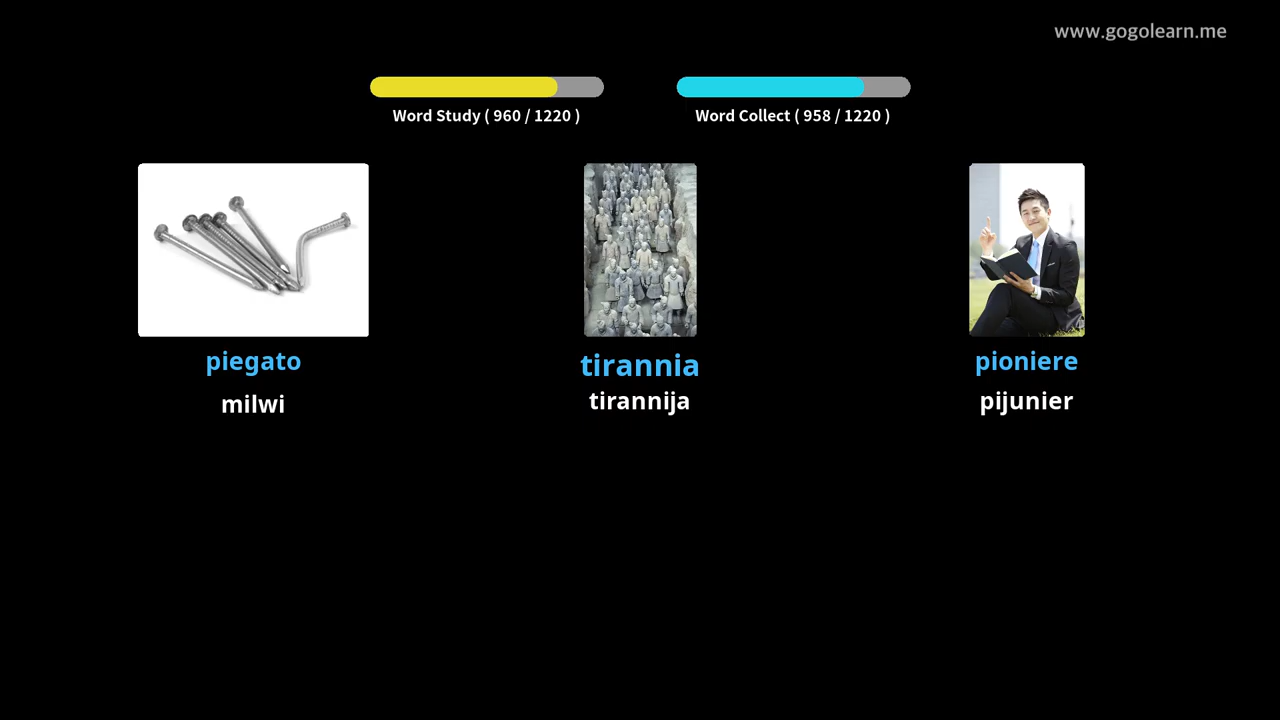 www.gogolearn.me
Word Study ( 960 / 1220 )
Word Collect ( 958 / 1220 )
piegato
milwi
tirannia
tirannija
pioniere
pijunier